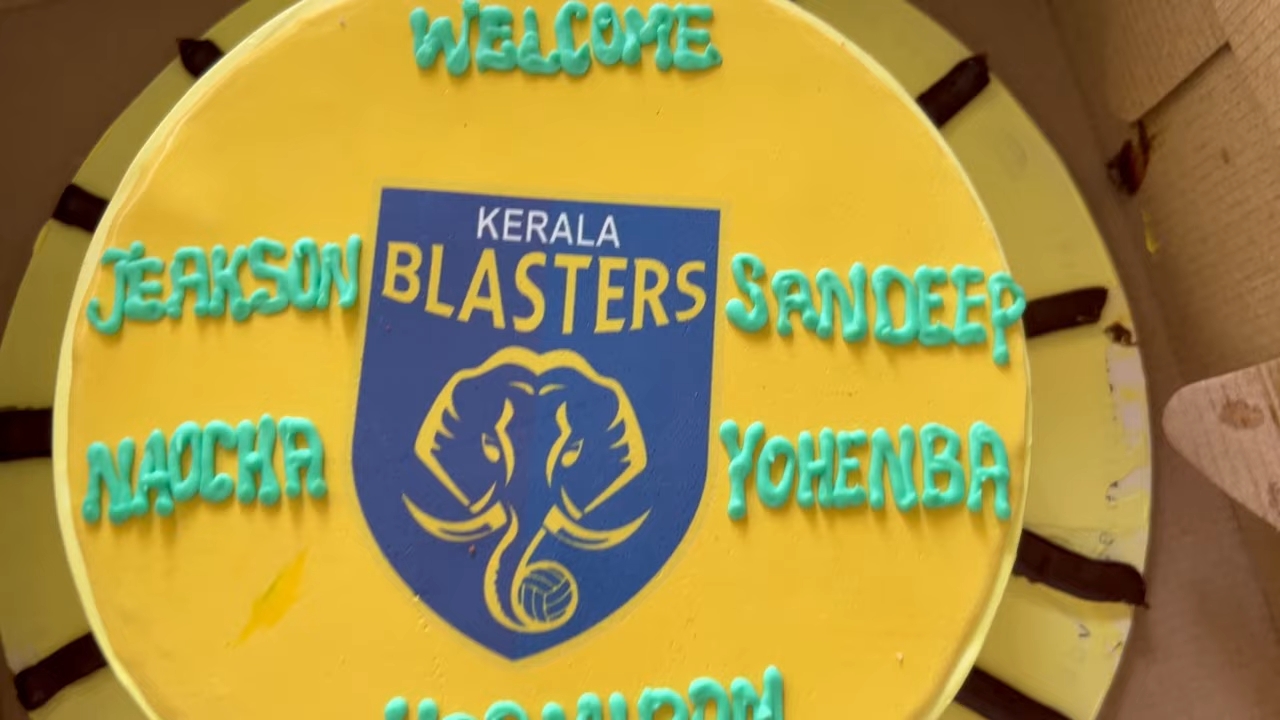 WELCOME
KERALA
BLASTERS
JEAKSON
SANDEEP
NAOCHA
YOHENBA